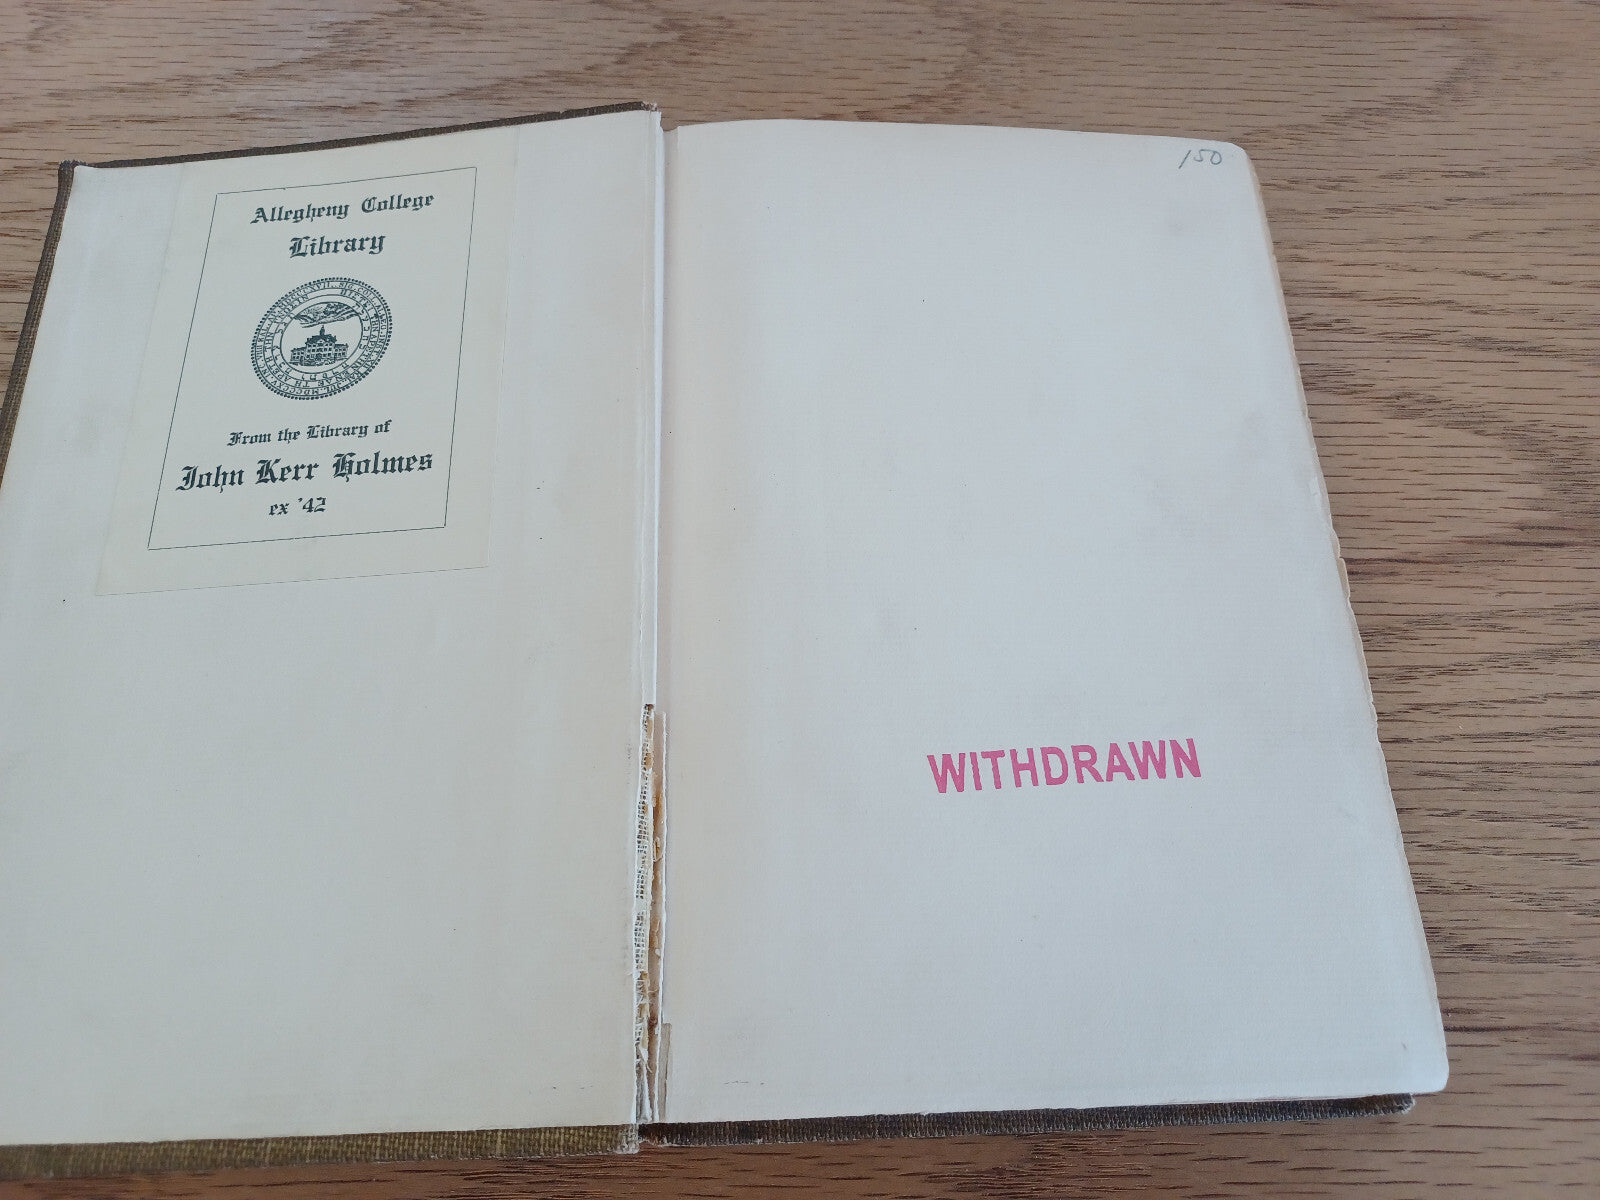 Allegheny College
Library
From the Library of
John Kerr Holmes
ex '42
150
WITHDRAWN